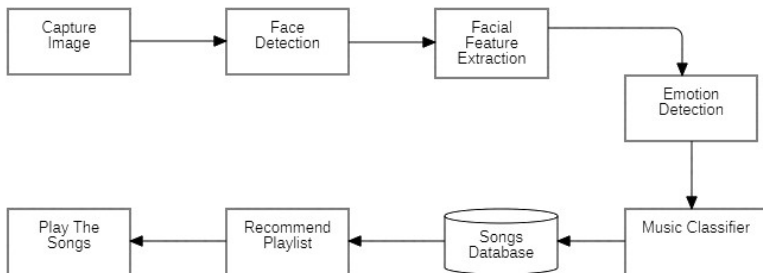 Capture
Image
Face
Detection
Facial
Feature
Extraction
Emotion
Detection
Music Classifier
Songs
Database
Recommend
Playlist
Play The
Songs